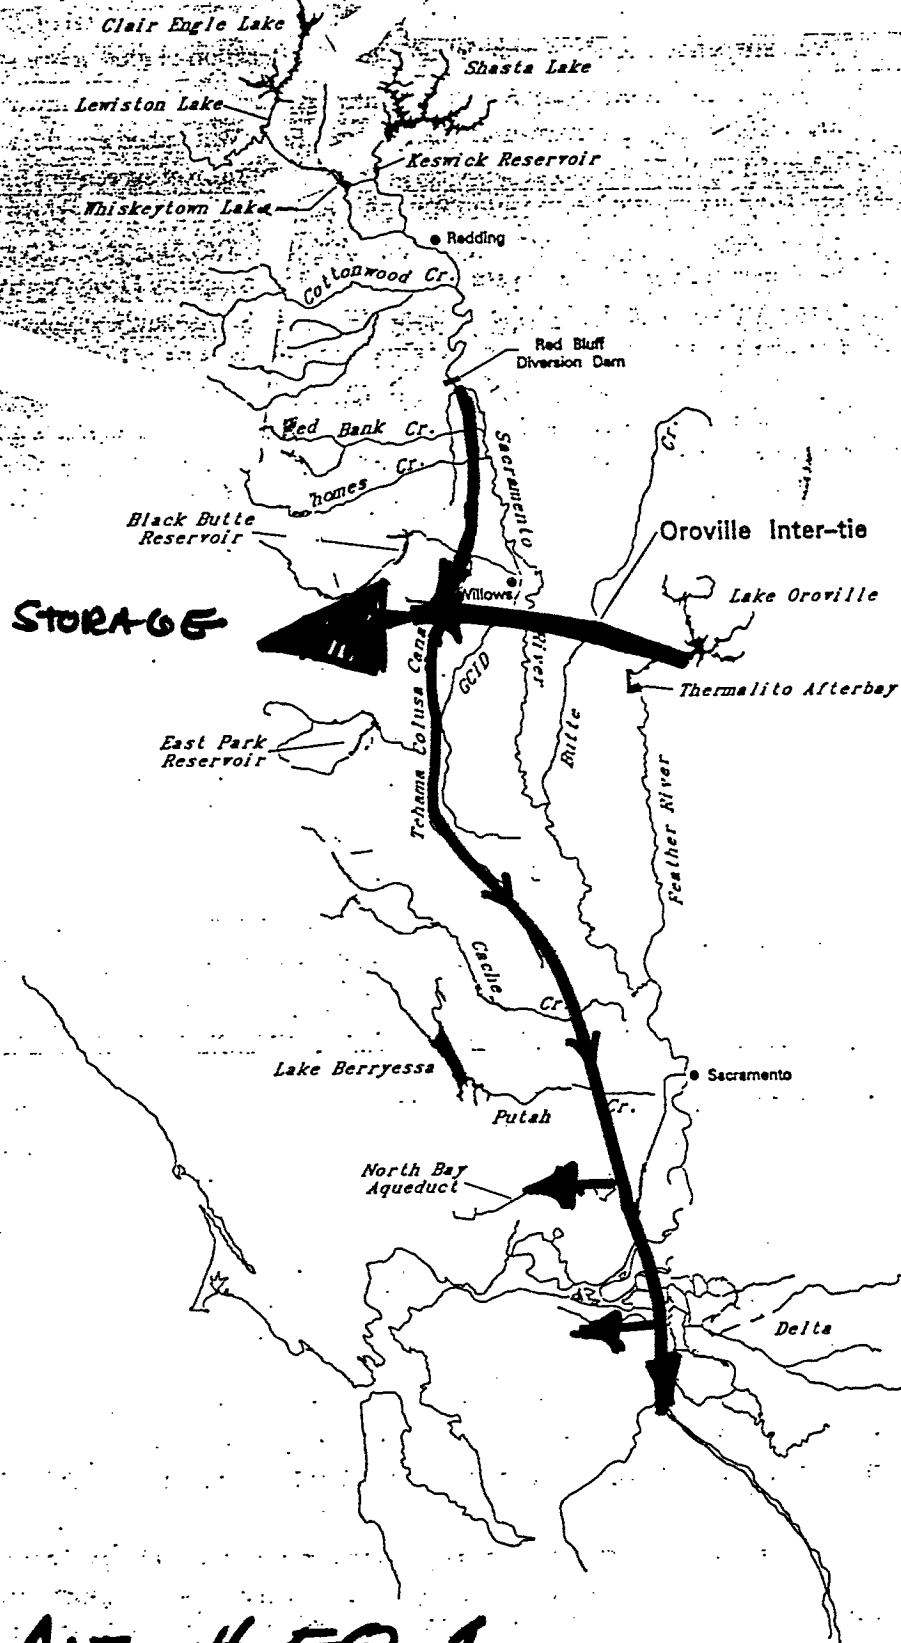 Clair Engle Lake
Shasta Lake
Lewiston Lake
Keswick Reservoir
Whiskeytown Lake
Redding
Cottonwood Cr.
Red Bluff
Diversion Dam
Red Bank Cr.
Cr.
Sacramento
homes Cr.
Black Butte
Reservoir
Oroville Inter-tie
Willows
Lake Oroville
STORAGE
River
GCID
Thermalito Afterbay
Tehama Colusa Canal
East Park
Reservoir
Butte
Feather River
Cache Cr.
Lake Berryessa
Sacramento
Putah Cr.
North Bay
Aqueduct
Delta